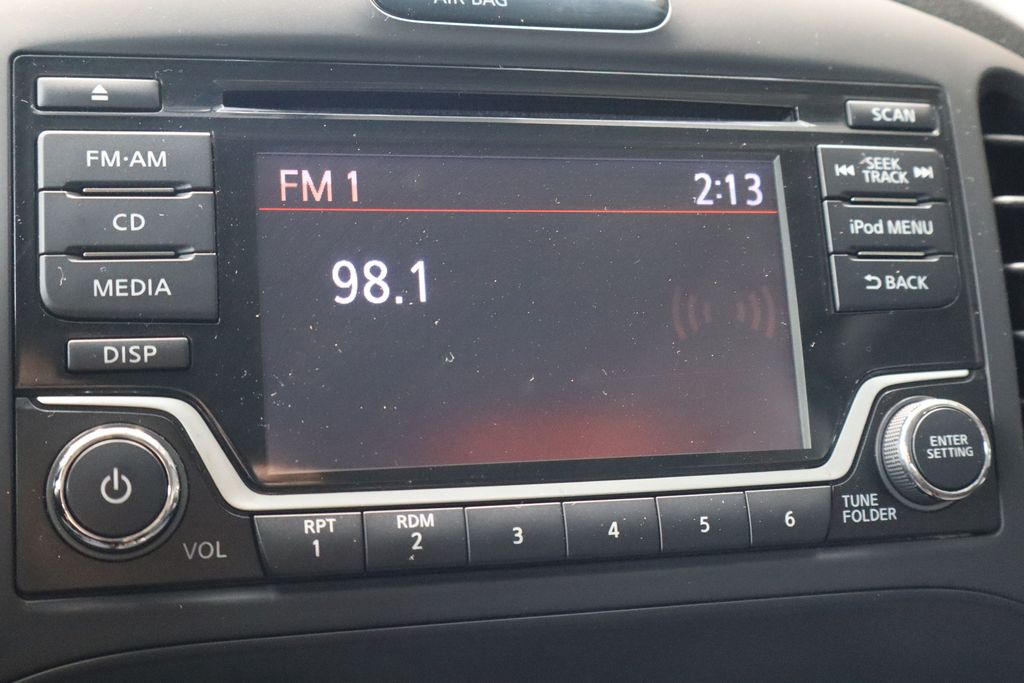 AIR BAG
SCAN
FM·AM
CD
MEDIA
DISP
FM 1
2:13
98.1
SEEK
TRACK
iPod MENU
BACK
VOL
RPT
1
RDM
2
3
4
5
6
TUNE
FOLDER
ENTER
SETTING